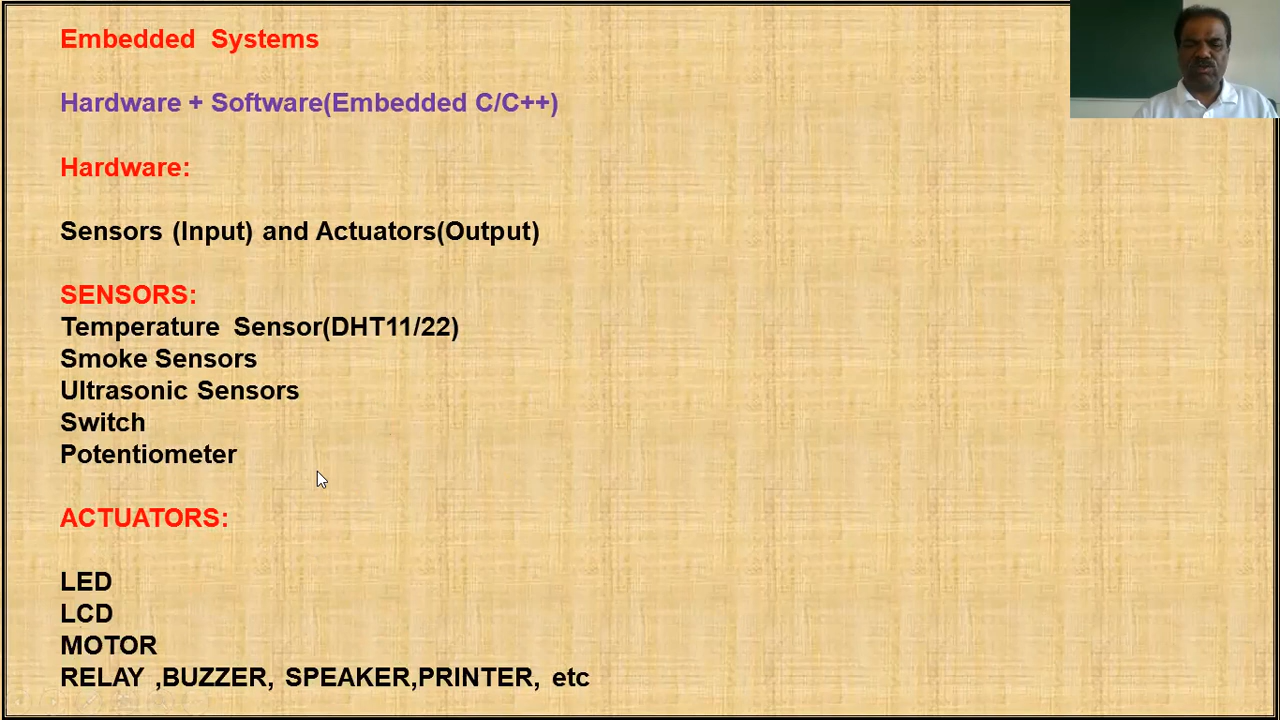 Embedded Systems
Hardware + Software(Embedded C/C++)
Hardware:
Sensors (Input) and Actuators(Output)
SENSORS:
Temperature Sensor(DHT11/22)
Smoke Sensors
Ultrasonic Sensors
Switch
Potentiometer
ACTUATORS:
LED
LCD
MOTOR
RELAY ,BUZZER, SPEAKER,PRINTER, etc